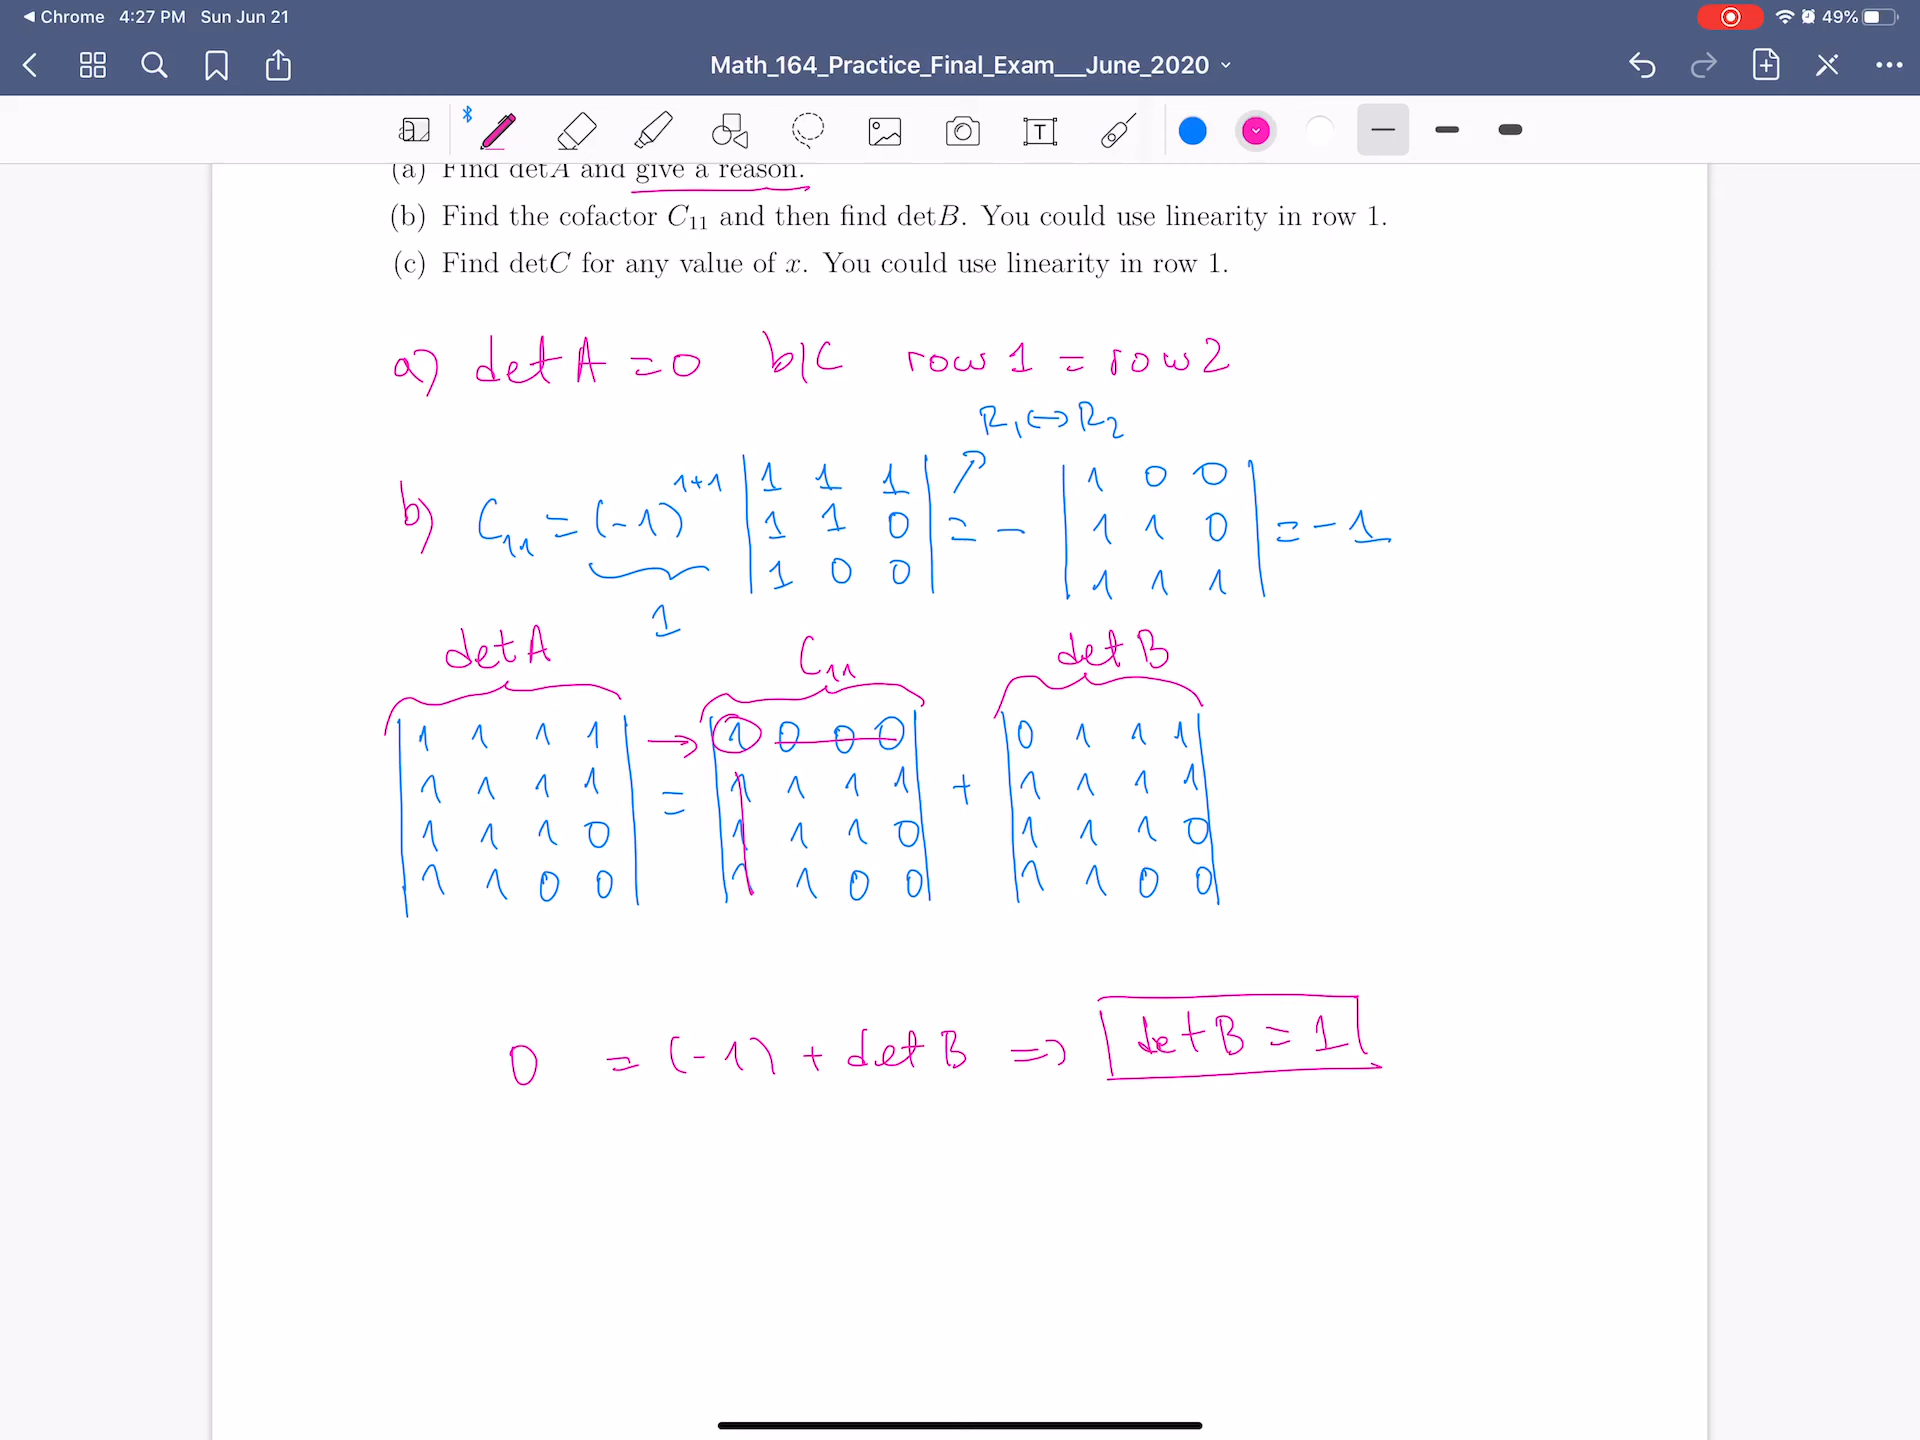 Chrome 4:27 PM Sun Jun 21 49%
Math_164_Practice_Final_Exam___June_2020
(a) Find detA and give a reason.
(b) Find the cofactor C11 and then find detB. You could use linearity in row 1.
(c) Find detC for any value of x. You could use linearity in row 1.
a) det A = 0 b/c row 1 = row 2
R1 <-> R2
b) C11 = (-1)^1+1 | 1 1 1 | = - | 1 0 0 | = -1
| 1 1 0 | | 1 1 0 |
| 1 0 0 | | 1 1 1 |
1
det A C11 det B
| 1 1 1 1 | → | 1 0 0 0 | | 0 1 1 1 |
| 1 1 1 1 | = | 1 1 1 1 | + | 1 1 1 1 |
| 1 1 1 0 | | 1 1 1 0 | | 1 1 1 0 |
| 1 1 0 0 | | 1 1 0 0 | | 1 1 0 0 |
0 = (-1) + det B => det B = 1